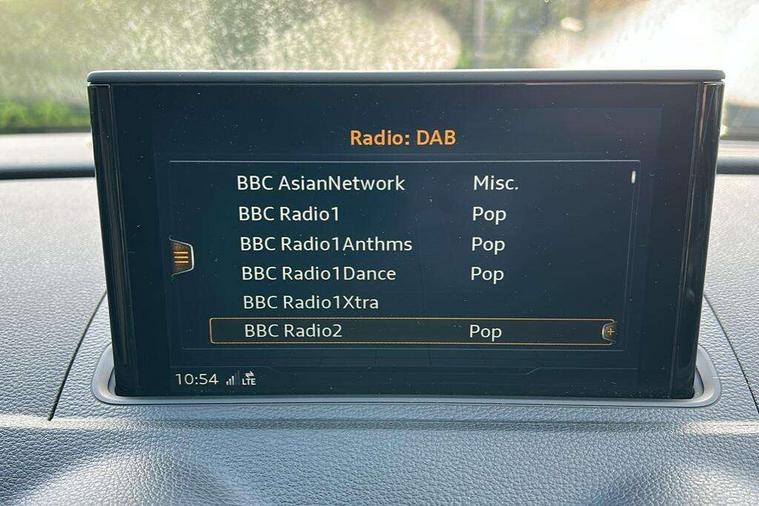 Radio: DAB
BBC AsianNetwork Misc.
BBC Radio1 Pop
BBC Radio1Anthms Pop
BBC Radio1Dance Pop
BBC Radio1Xtra
BBC Radio2 Pop
10:54 LTE